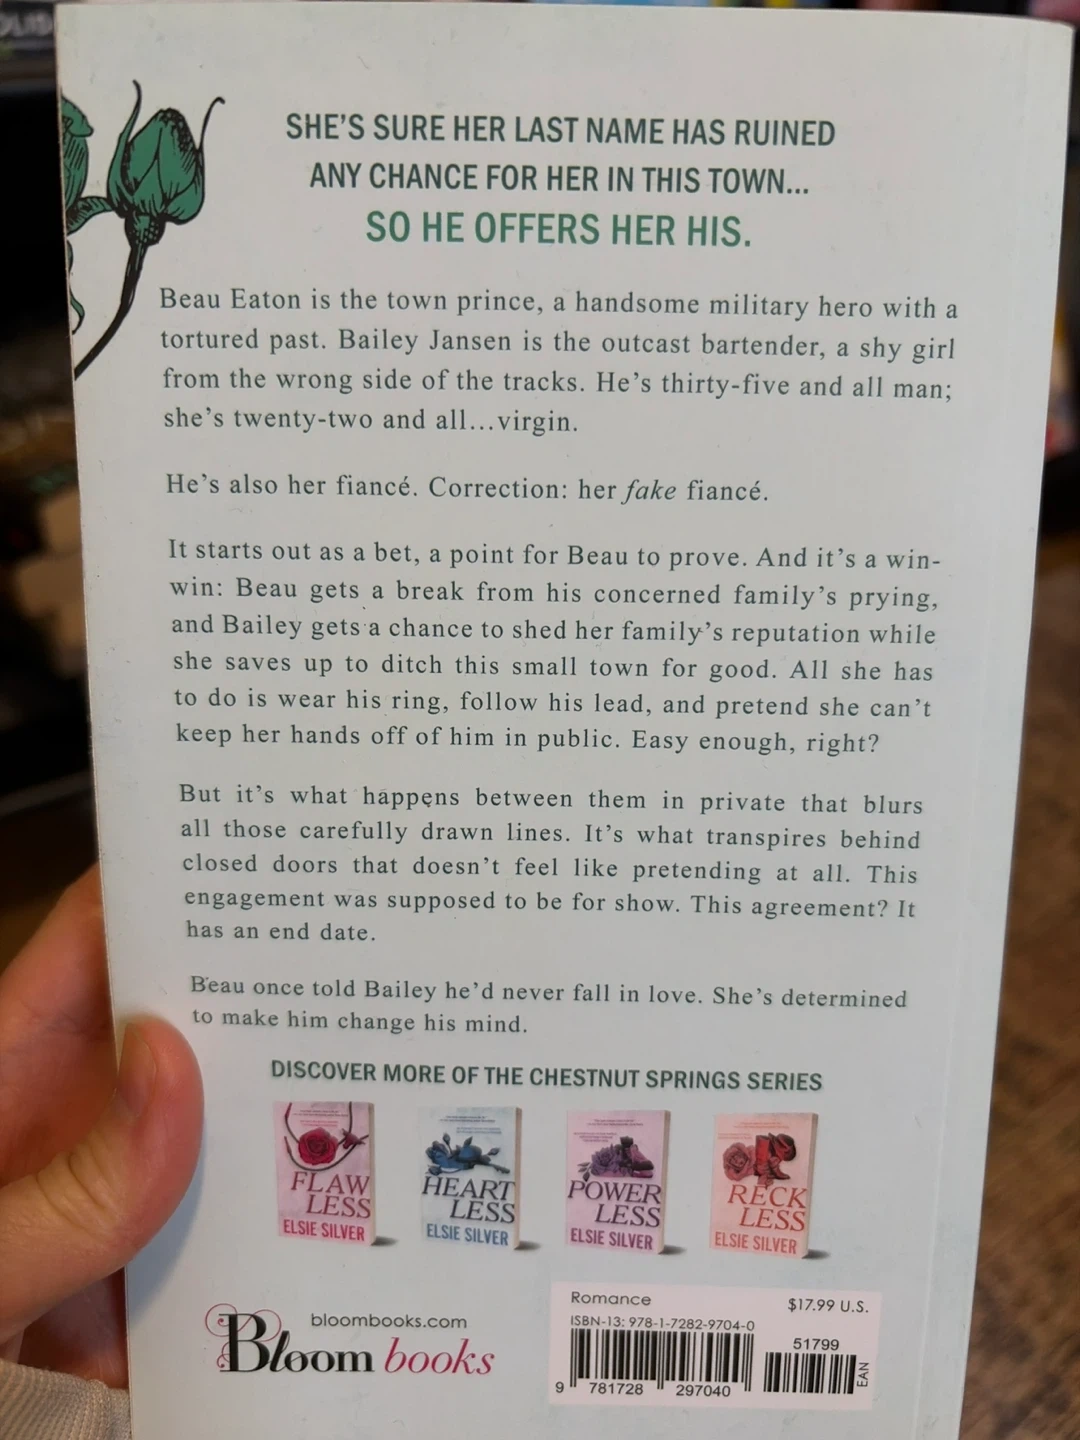 SHE'S SURE HER LAST NAME HAS RUINED
ANY CHANCE FOR HER IN THIS TOWN...
SO HE OFFERS HER HIS.
Beau Eaton is the town prince, a handsome military hero with a
tortured past. Bailey Jansen is the outcast bartender, a shy girl
from the wrong side of the tracks. He's thirty-five and all man;
she's twenty-two and all...virgin.
He's also her fiancé. Correction: her fake fiancé.
It starts out as a bet, a point for Beau to prove. And it's a win-
win: Beau gets a break from his concerned family's prying,
and Bailey gets a chance to shed her family's reputation while
she saves up to ditch this small town for good. All she has
to do is wear his ring, follow his lead, and pretend she can't
keep her hands off of him in public. Easy enough, right?
But it's what happens between them in private that blurs
all those carefully drawn lines. It's what transpires behind
closed doors that doesn't feel like pretending at all. This
engagement was supposed to be for show. This agreement? It
has an end date.
Beau once told Bailey he'd never fall in love. She's determined
to make him change his mind.
DISCOVER MORE OF THE CHESTNUT SPRINGS SERIES
FLAW
LESS
ELSIE SILVER
HEART
LESS
ELSIE SILVER
POWER
LESS
ELSIE SILVER
RECK
LESS
ELSIE SILVER
bloombooks.com
Bloom books
Romance
$17.99 U.S.
ISBN-13: 978-1-7282-9704-0
51799
EAN
9 781728 297040